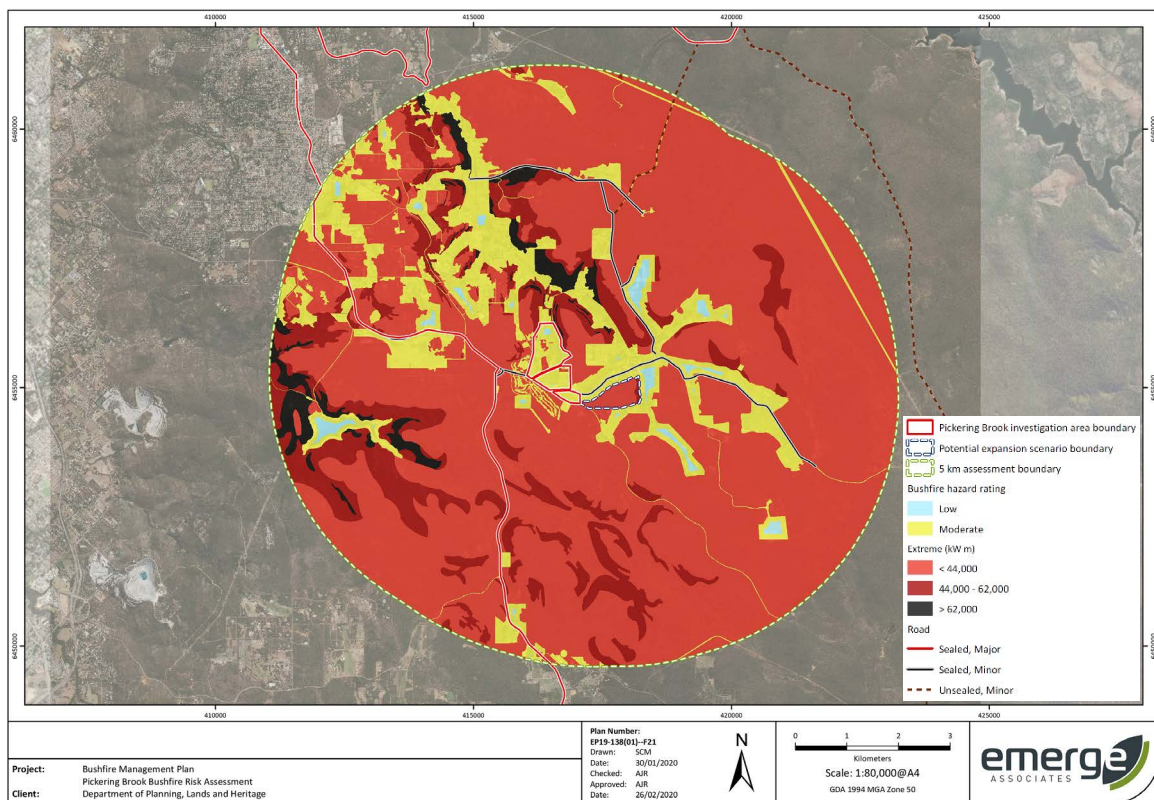 410000
415000
420000
425000
6460000
6460000
6455000
6455000
6450000
6450000
Pickering Brook investigation area boundary
Potential expansion scenario boundary
5 km assessment boundary
Bushfire hazard rating
Low
Moderate
Extreme (kW m)
< 44,000
44,000 - 62,000
> 62,000
Road
Sealed, Major
Sealed, Minor
Unsealed, Minor
410000
415000
420000
425000
Project: Bushfire Management Plan
Pickering Brook Bushfire Risk Assessment
Client: Department of Planning, Lands and Heritage
Plan Number:
EP19-138(01)--F21
Drawn: SCM
Date: 30/01/2020
Checked: AJR
Approved: AJR
Date: 26/02/2020
N
0 1 2 3
Kilometers
Scale: 1:80,000@A4
GDA 1994 MGA Zone 50
emerge
ASSOCIATES